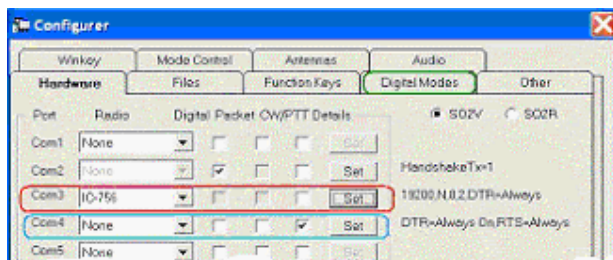 Configurer
Winkey Mode Control Antennas Audio
Hardware Files Function Keys Digital Modes Other
Port Radio Digital Packet CW/PTT Details SO2V SO2R
Com1 None Set
Com2 None Set HandshakeTx=1
Com3 IC-756 Set 19200,N,8,2,DTR=Always
Com4 None Set DTR=Always On,RTS=Always
Com5 None Set